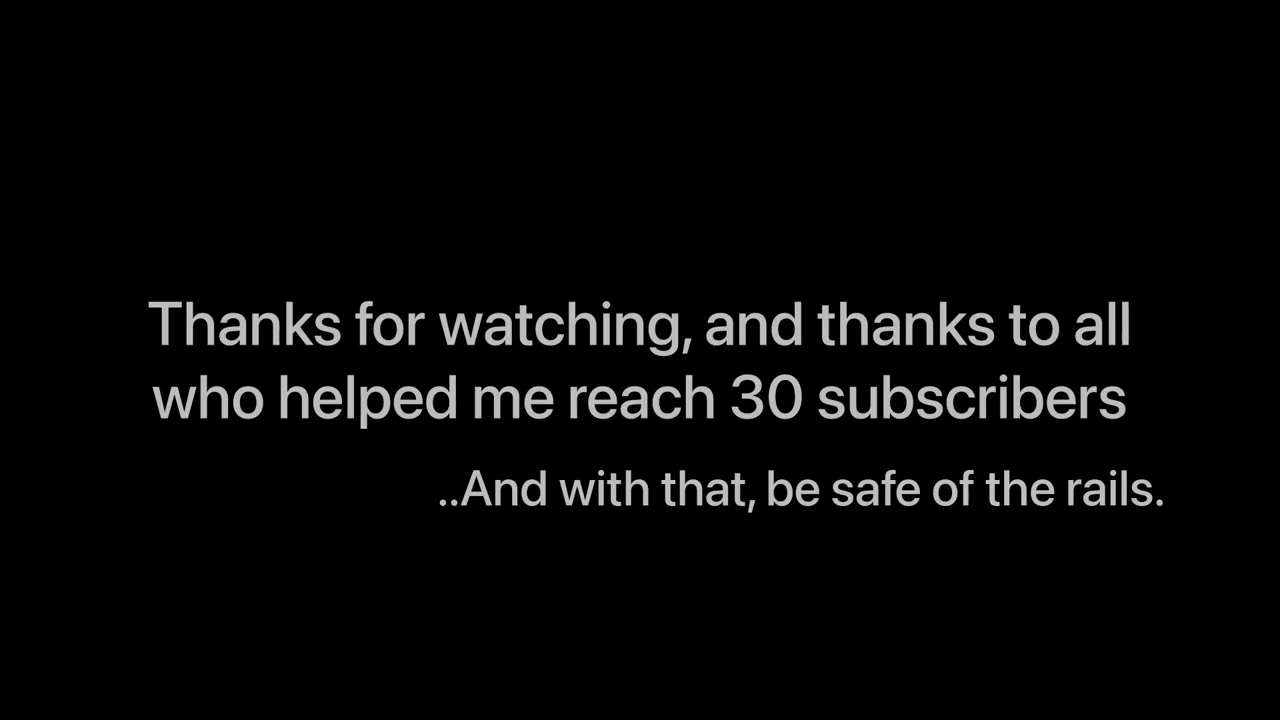 Thanks for watching, and thanks to all
who helped me reach 30 subscribers
..And with that, be safe of the rails.